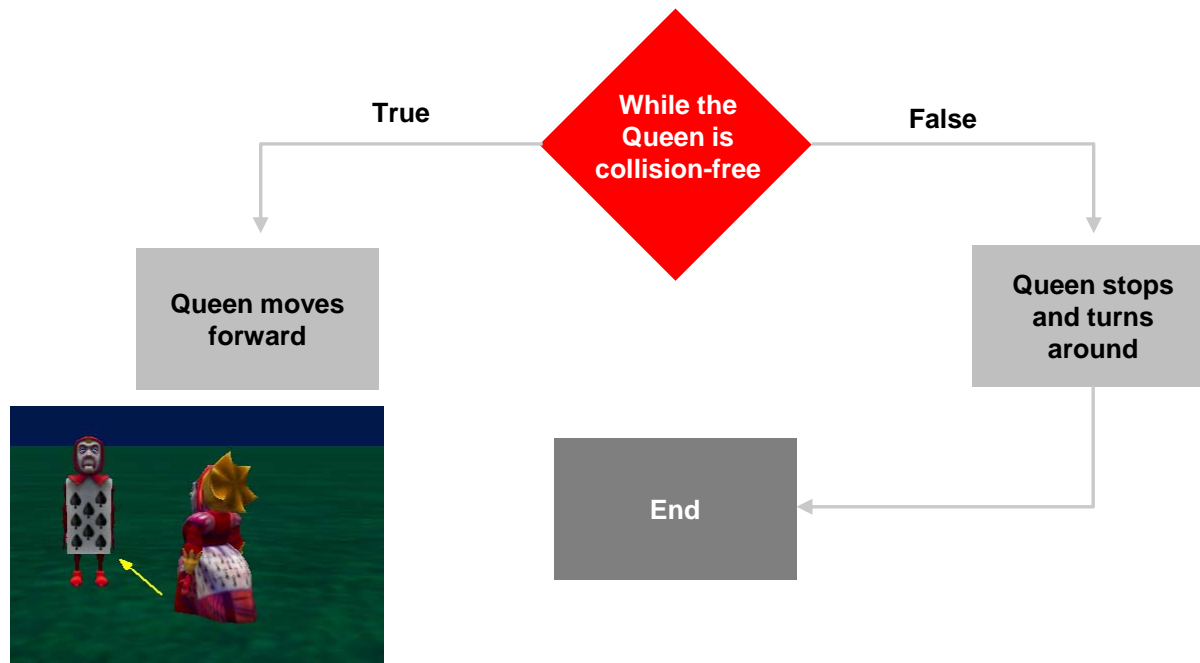 True
While the
Queen is
collision-free
False
Queen moves
forward
Queen stops
and turns
around
End